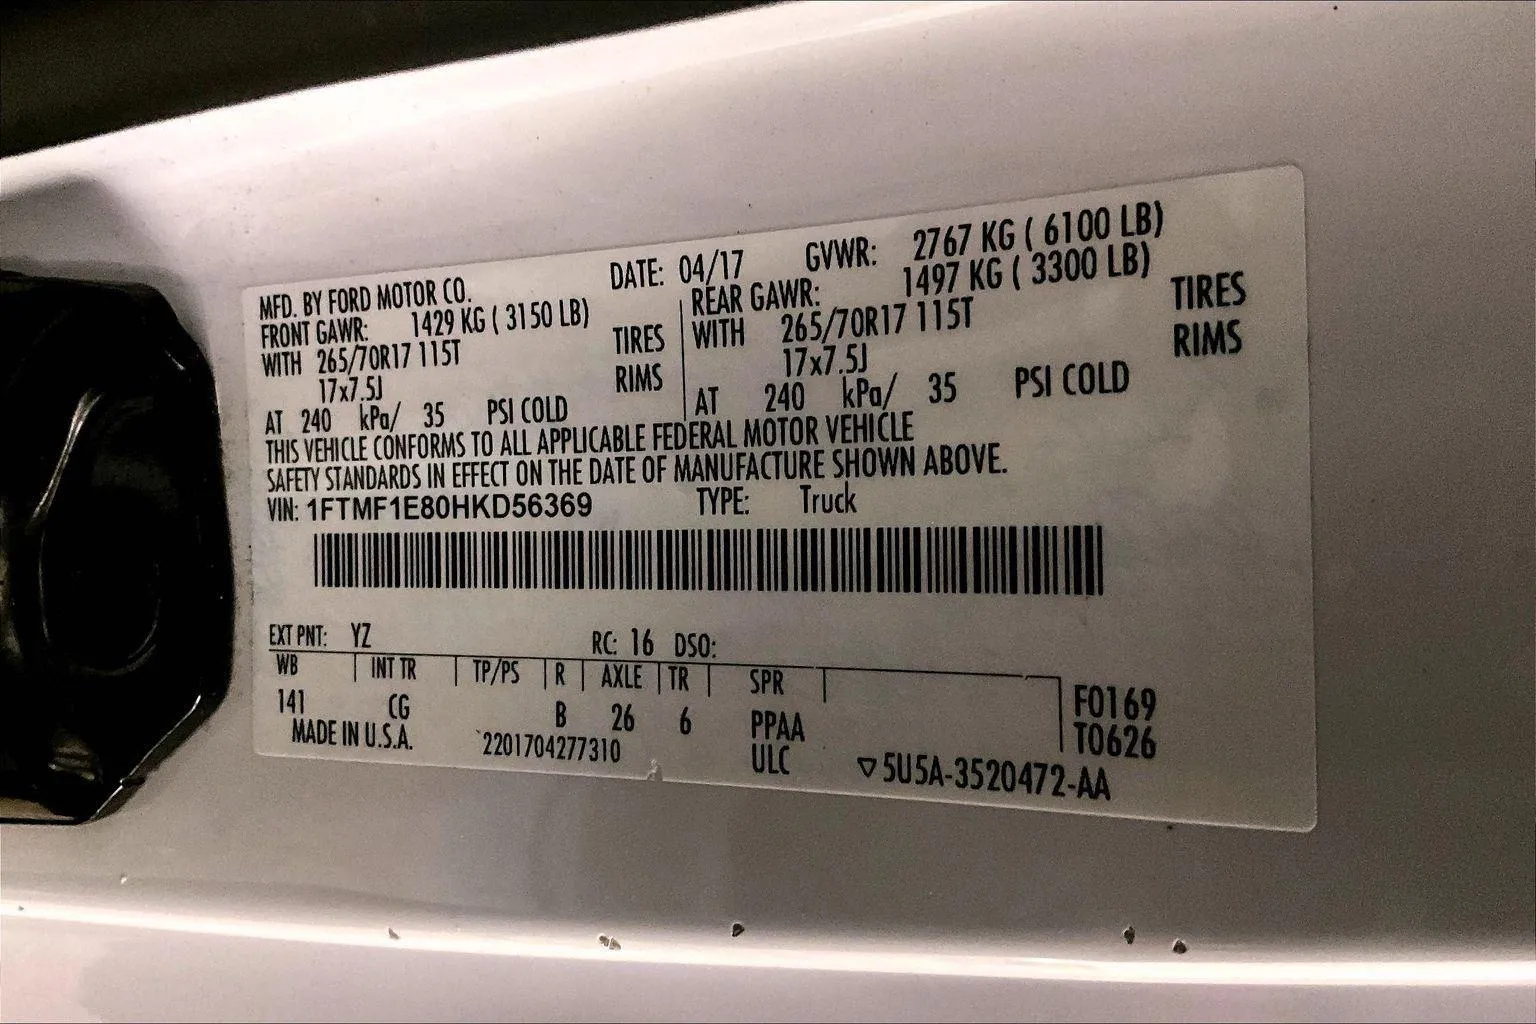 MFD. BY FORD MOTOR CO. DATE: 04/17 GVWR: 2767 KG ( 6100 LB)
FRONT GAWR: 1429 KG ( 3150 LB)
WITH 265/70R17 115T TIRES
17x7.5J RIMS
AT 240 kPa/ 35 PSI COLD
REAR GAWR: 1497 KG ( 3300 LB)
WITH 265/70R17 115T TIRES
17x7.5J RIMS
AT 240 kPa/ 35 PSI COLD
THIS VEHICLE CONFORMS TO ALL APPLICABLE FEDERAL MOTOR VEHICLE
SAFETY STANDARDS IN EFFECT ON THE DATE OF MANUFACTURE SHOWN ABOVE.
VIN: 1FTMF1E80HKD56369 TYPE: Truck
EXT PNT: YZ RC: 16 DSO:
WB INT TR TP/PS R AXLE TR SPR
141 CG B 26 6 PPAA F0169
MADE IN U.S.A. 2201704277310 ULC T0626
▽5U5A-3520472-AA